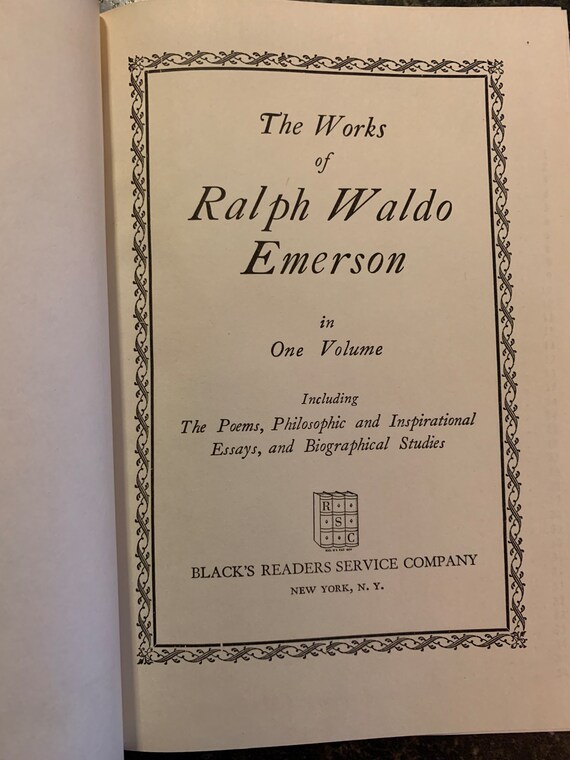 The Works
of
Ralph Waldo
Emerson
in
One Volume
Including
The Poems, Philosophic and Inspirational
Essays, and Biographical Studies
R
S
C
BLACK'S READERS SERVICE COMPANY
NEW YORK, N. Y.